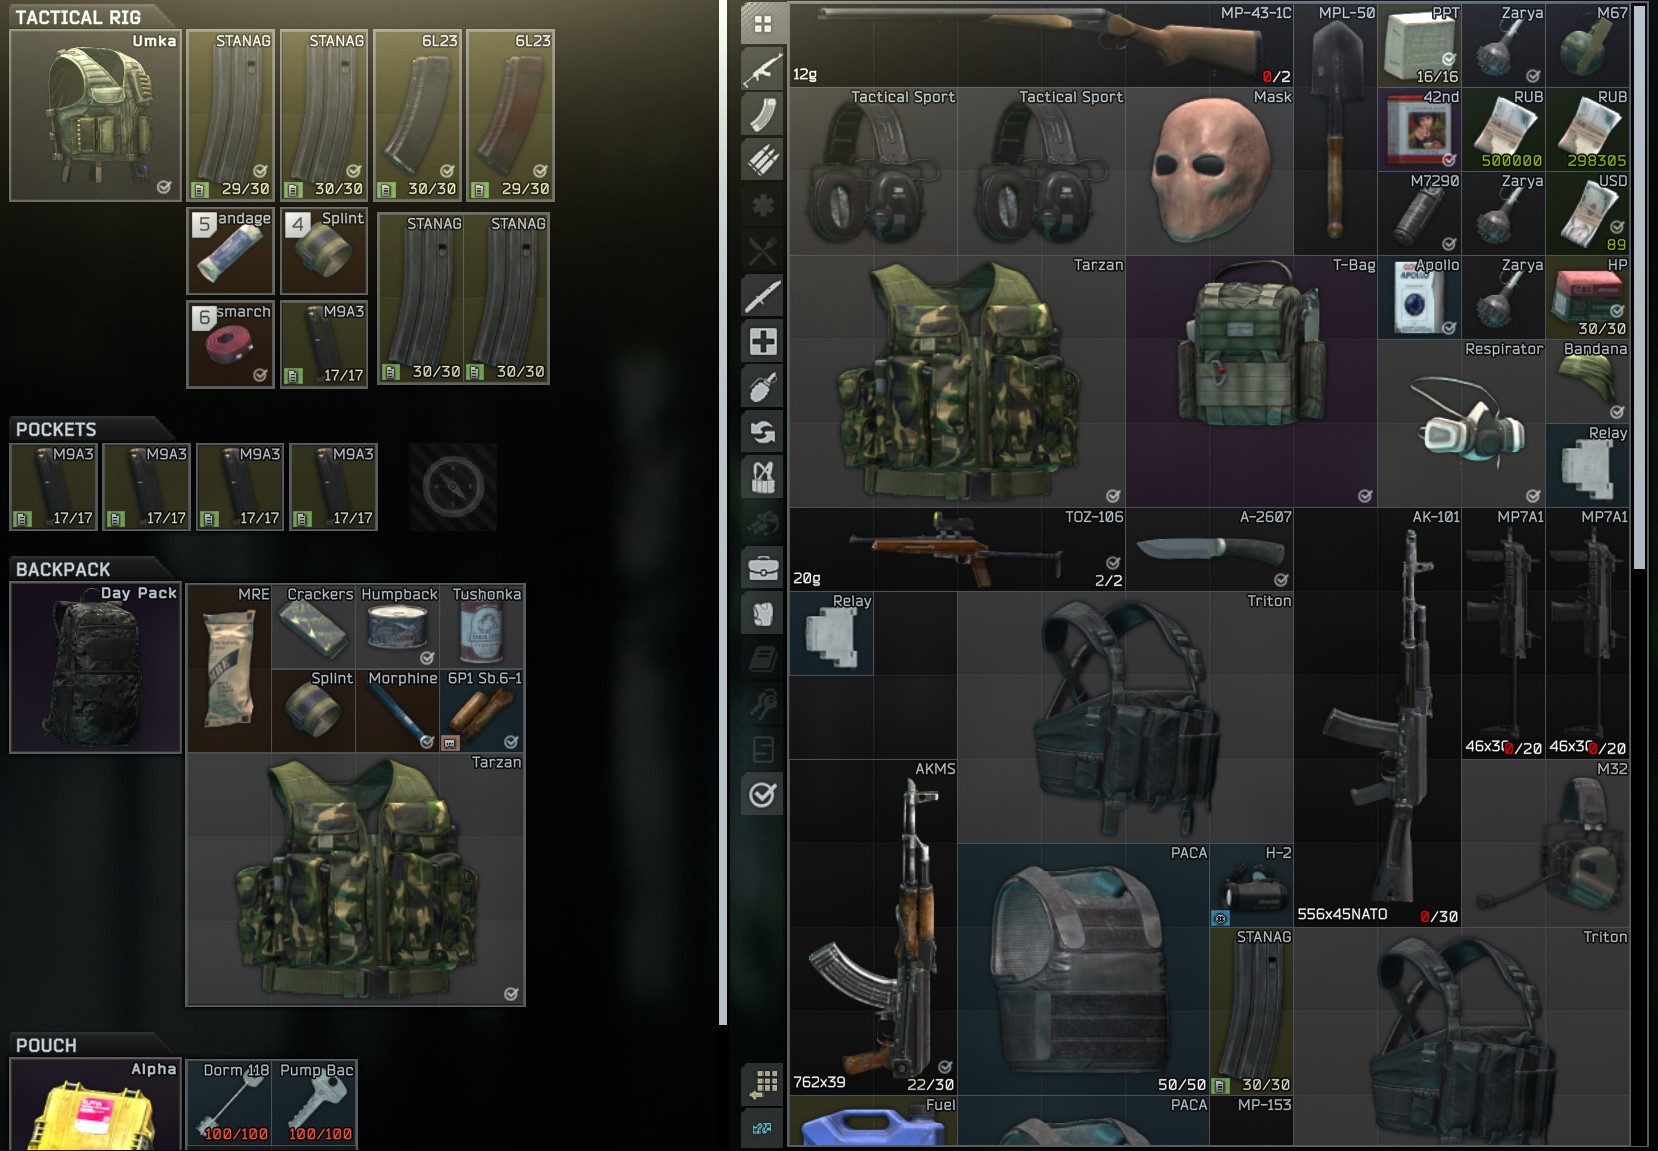 TACTICAL RIG
Umka
STANAG
29/30
STANAG
30/30
6L23
30/30
6L23
29/30
5
andage
4
Splint
STANAG
30/30
STANAG
30/30
6
smarch
M9A3
17/17
POCKETS
M9A3
17/17
M9A3
17/17
M9A3
17/17
M9A3
17/17
BACKPACK
Day Pack
MRE
Crackers
Humpback
Tushonka
Splint
Morphine
6P1 Sb.6-1
Tarzan
POUCH
Alpha
Dorm 118
100/100
Pump Bac
100/100
MP-43-1C
12g
0/2
MPL-50
PPT
16/16
Zarya
M67
Tactical Sport
Tactical Sport
Mask
42nd
RUB
500000
RUB
298305
M7290
Zarya
USD
89
Tarzan
T-Bag
Apollo
Zarya
HP
30/30
Respirator
Bandana
Relay
TOZ-106
20g
2/2
A-2607
AK-101
556x45NATO
0/30
MP7A1
46x30
0/20
MP7A1
46x30
0/20
Relay
Triton
AKMS
762x39
22/30
M32
PACA
50/50
H-2
STANAG
30/30
Triton
Fuel
PACA
MP-153